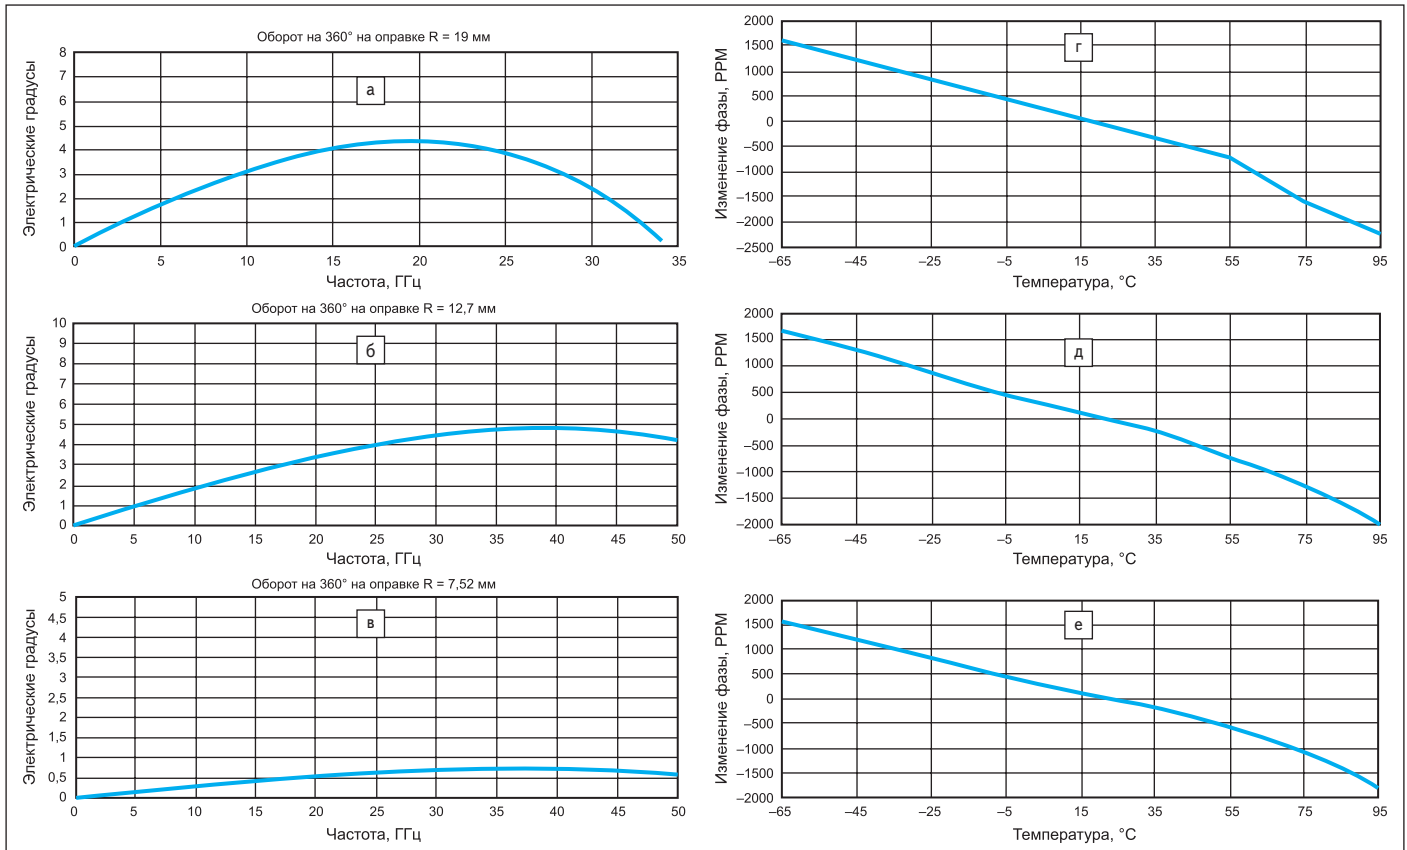 Оборот на 360° на оправке R = 19 мм
а
Электрические градусы
8
7
6
5
4
3
2
1
0
0 5 10 15 20 25 30 35
Частота, ГГц
Оборот на 360° на оправке R = 12,7 мм
б
Электрические градусы
10
9
8
7
6
5
4
3
2
1
0
0 5 10 15 20 25 30 35 40 45 50
Частота, ГГц
Оборот на 360° на оправке R = 7,52 мм
в
Электрические градусы
5
4,5
4
3,5
3
2,5
2
1,5
1
0,5
0
0 5 10 15 20 25 30 35 40 45 50
Частота, ГГц
г
Изменение фазы, PPM
2000
1500
1000
500
0
–500
–1000
–1500
–2000
–2500
–65 –45 –25 –5 15 35 55 75 95
Температура, °C
д
Изменение фазы, PPM
2000
1500
1000
500
0
–500
–1000
–1500
–2000
–65 –45 –25 –5 15 35 55 75 95
Температура, °C
е
Изменение фазы, PPM
2000
1500
1000
500
0
–500
–1000
–1500
–2000
–65 –45 –25 –5 15 35 55 75 95
Температура, °C